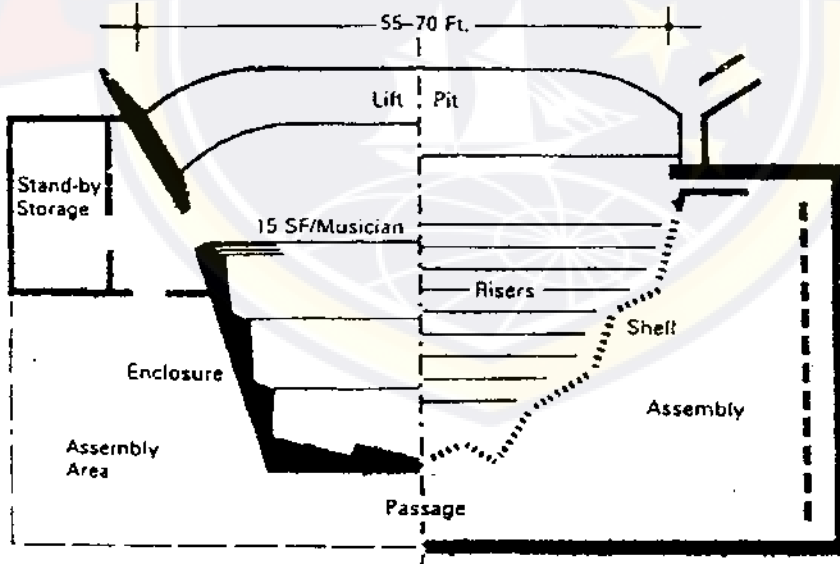 55–70 Ft.
Lift Pit
Stand-by
Storage
15 SF/Musician
Risers
Shell
Enclosure
Assembly
Assembly
Area
Passage